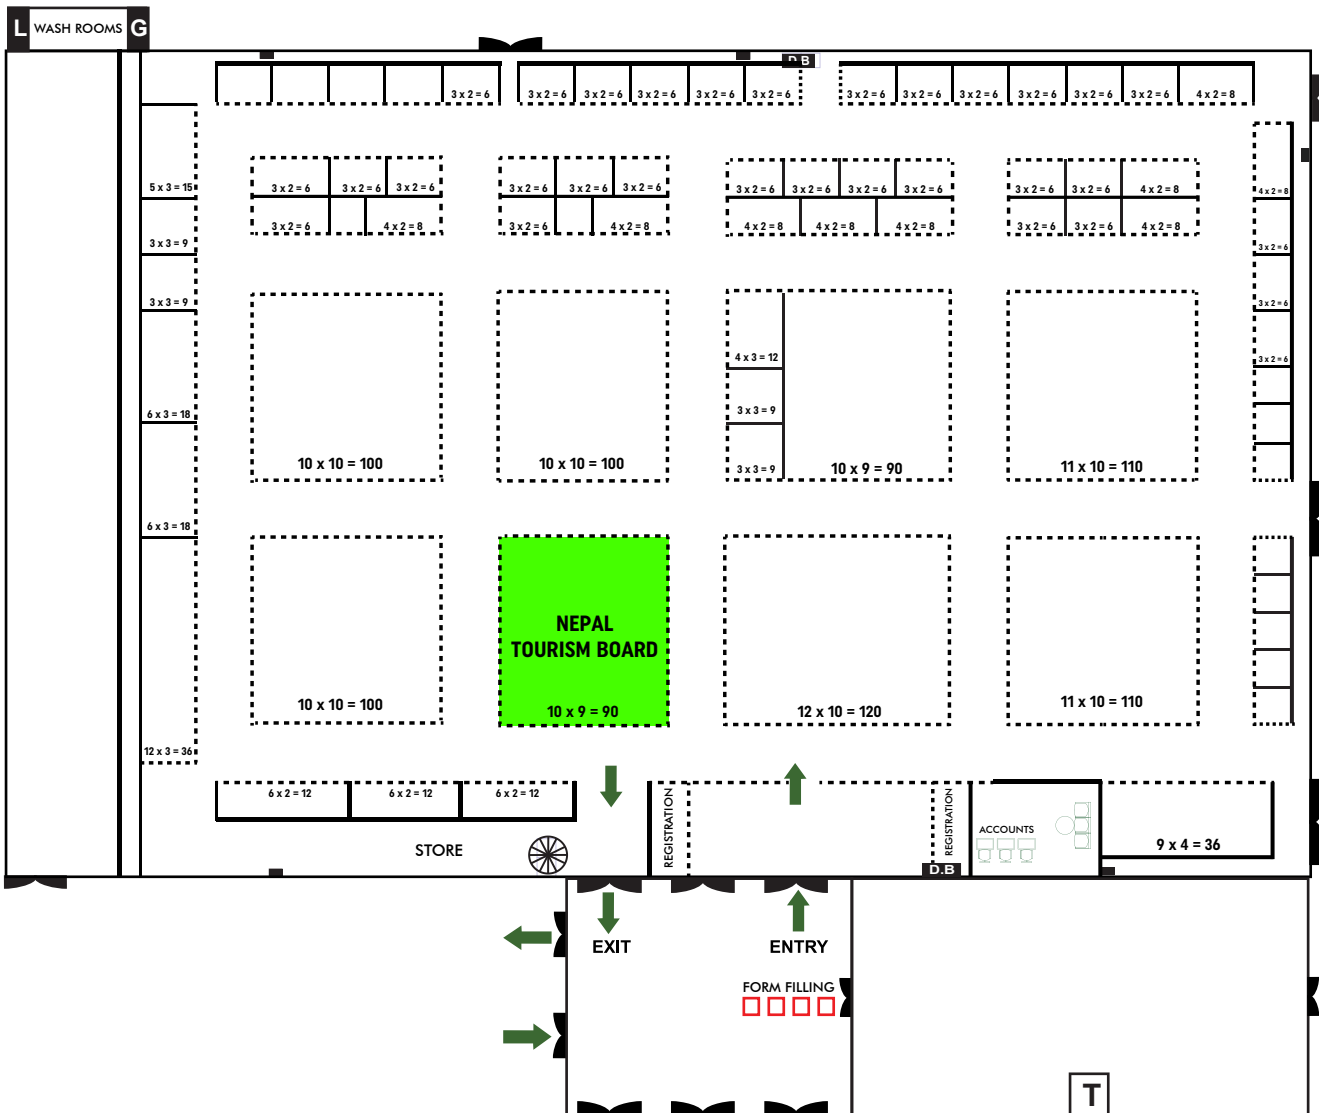 L WASH ROOMS G
D.B
3 x 2 = 6 3 x 2 = 6 3 x 2 = 6 3 x 2 = 6 3 x 2 = 6 3 x 2 = 6 3 x 2 = 6 3 x 2 = 6 3 x 2 = 6 3 x 2 = 6 3 x 2 = 6 3 x 2 = 6 4 x 2 = 8
5 x 3 = 15 3 x 2 = 6 3 x 2 = 6 3 x 2 = 6 3 x 2 = 6 3 x 2 = 6 3 x 2 = 6 3 x 2 = 6 3 x 2 = 6 3 x 2 = 6 3 x 2 = 6 3 x 2 = 6 3 x 2 = 6 4 x 2 = 8 4 x 2 = 8
3 x 2 = 6 4 x 2 = 8 3 x 2 = 6 4 x 2 = 8 4 x 2 = 8 4 x 2 = 8 4 x 2 = 8 3 x 2 = 6 3 x 2 = 6 4 x 2 = 8
3 x 3 = 9 3 x 2 = 6
3 x 3 = 9 3 x 2 = 6
4 x 3 = 12 3 x 2 = 6
6 x 3 = 18 3 x 3 = 9
10 x 10 = 100 10 x 10 = 100 3 x 3 = 9 10 x 9 = 90 11 x 10 = 110
6 x 3 = 18
NEPAL
TOURISM BOARD
10 x 10 = 100 10 x 9 = 90 12 x 10 = 120 11 x 10 = 110
12 x 3 = 36
6 x 2 = 12 6 x 2 = 12 6 x 2 = 12
REGISTRATION REGISTRATION
ACCOUNTS
9 x 4 = 36
STORE
D.B
EXIT ENTRY
FORM FILLING
T